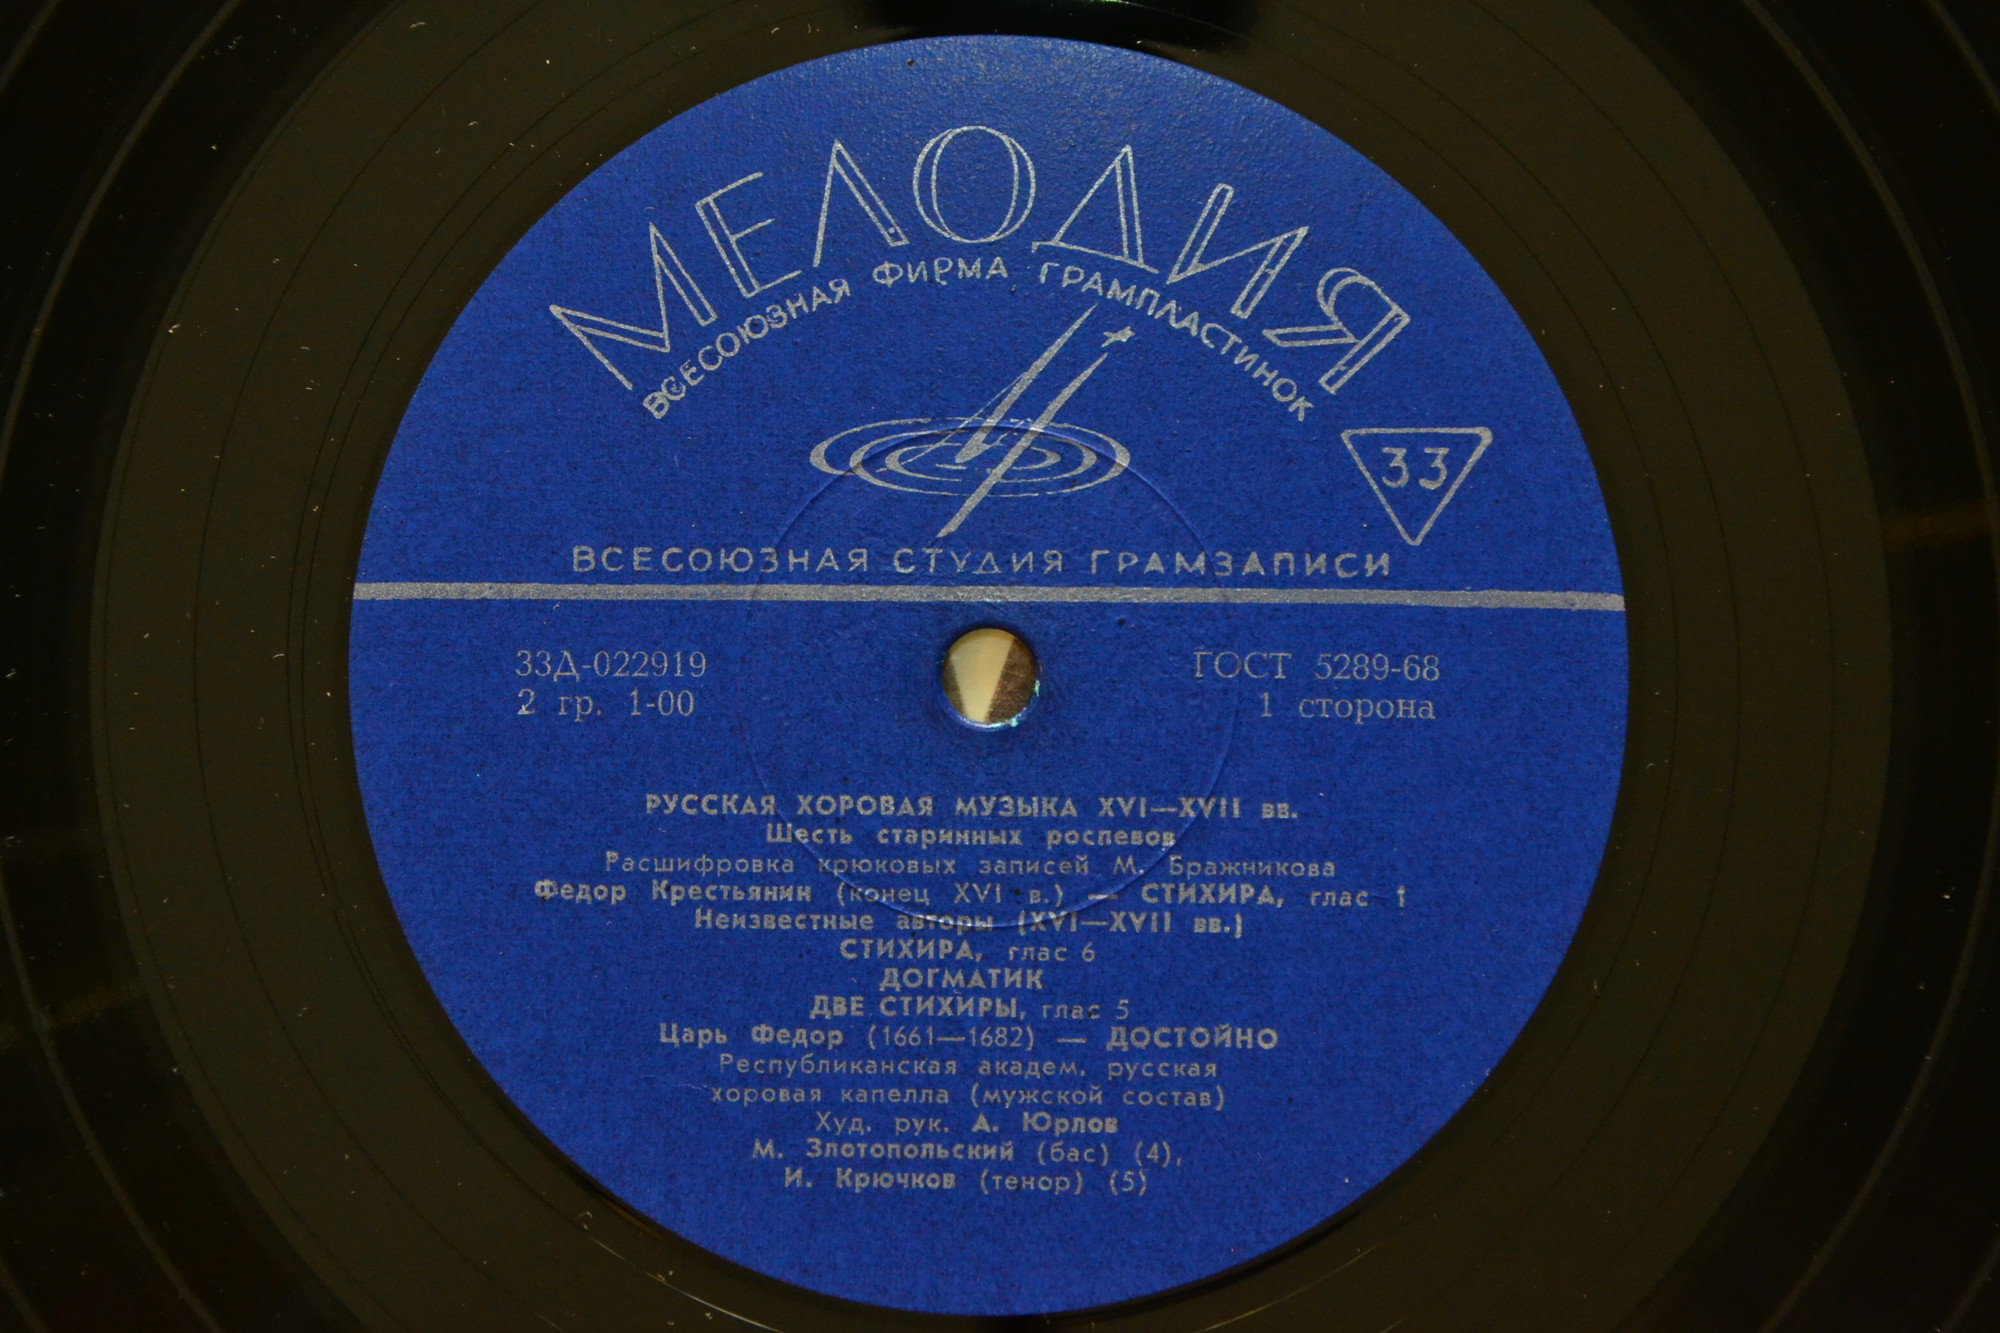 МЕЛОДИЯ
ВСЕСОЮЗНАЯ ФИРМА ГРАМПЛАСТИНОК
33
ВСЕСОЮЗНАЯ СТУДИЯ ГРАМЗАПИСИ
33Д-022919
2 гр. 1-00
ГОСТ 5289-68
1 сторона
РУССКАЯ ХОРОВАЯ МУЗЫКА XVI—XVII вв.
Шесть старинных роспевов
Расшифровка крюковых записей М. Бражникова
Федор Крестьянин (конец XVI в.) — СТИХИРА, глас 1
Неизвестные авторы (XVI—XVII вв.)
СТИХИРА, глас 6
ДОГМАТИК
ДВЕ СТИХИРЫ, глас 5
Царь Федор (1661—1682) — ДОСТОЙНО
Республиканская академ. русская
хоровая капелла (мужской состав)
Худ. рук. А. Юрлов
М. Злотопольский (бас) (4),
И. Крючков (тенор) (5)